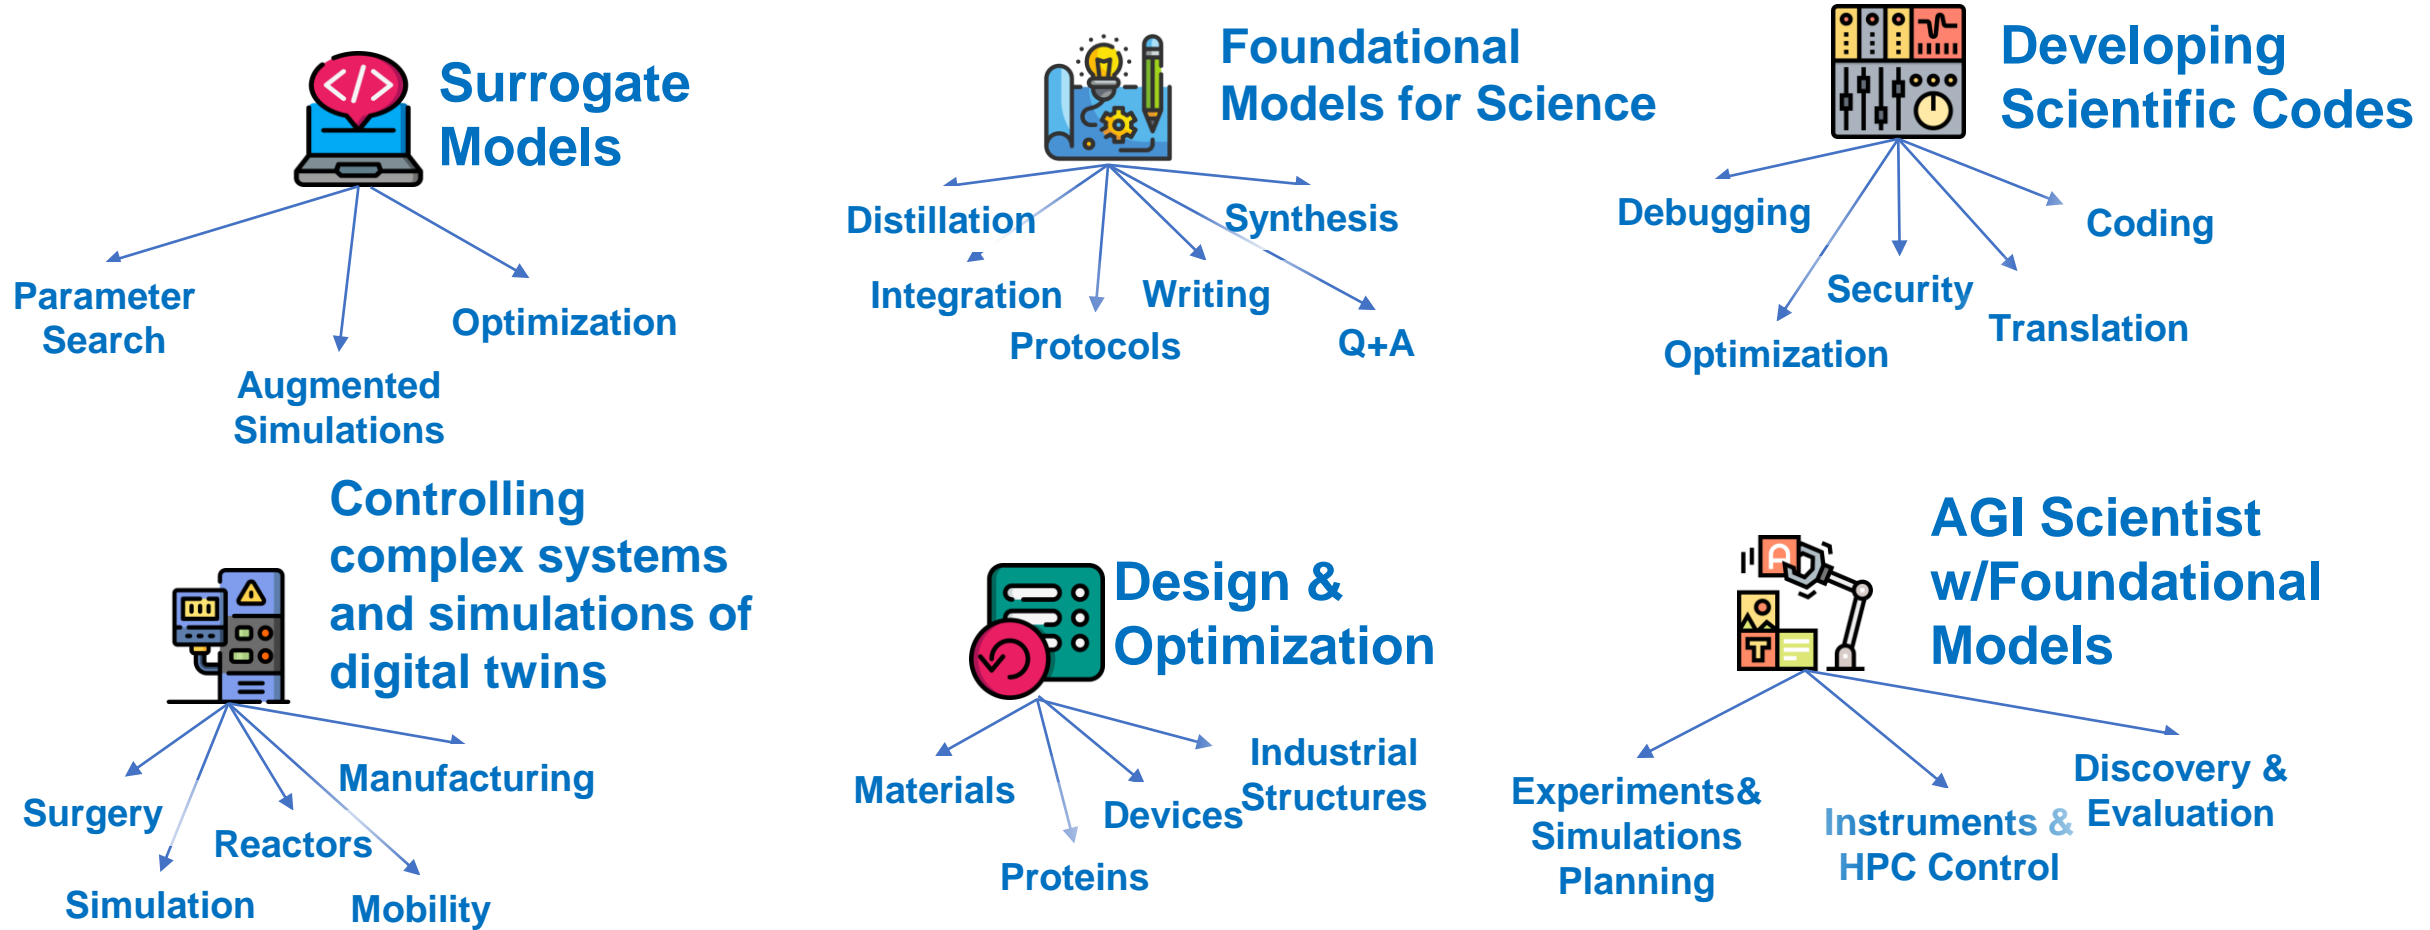 Surrogate
Models
Parameter
Search
Augmented
Simulations
Optimization
Foundational
Models for Science
Distillation
Synthesis
Integration
Writing
Protocols
Q+A
Developing
Scientific Codes
Debugging
Coding
Security
Translation
Optimization
Controlling
complex systems
and simulations of
digital twins
Manufacturing
Surgery
Reactors
Simulation
Mobility
Design &
Optimization
Materials
Industrial
Structures
Devices
Proteins
A
T
AGI Scientist
w/Foundational
Models
Experiments&
Simulations
Planning
Instruments &
HPC Control
Discovery &
Evaluation